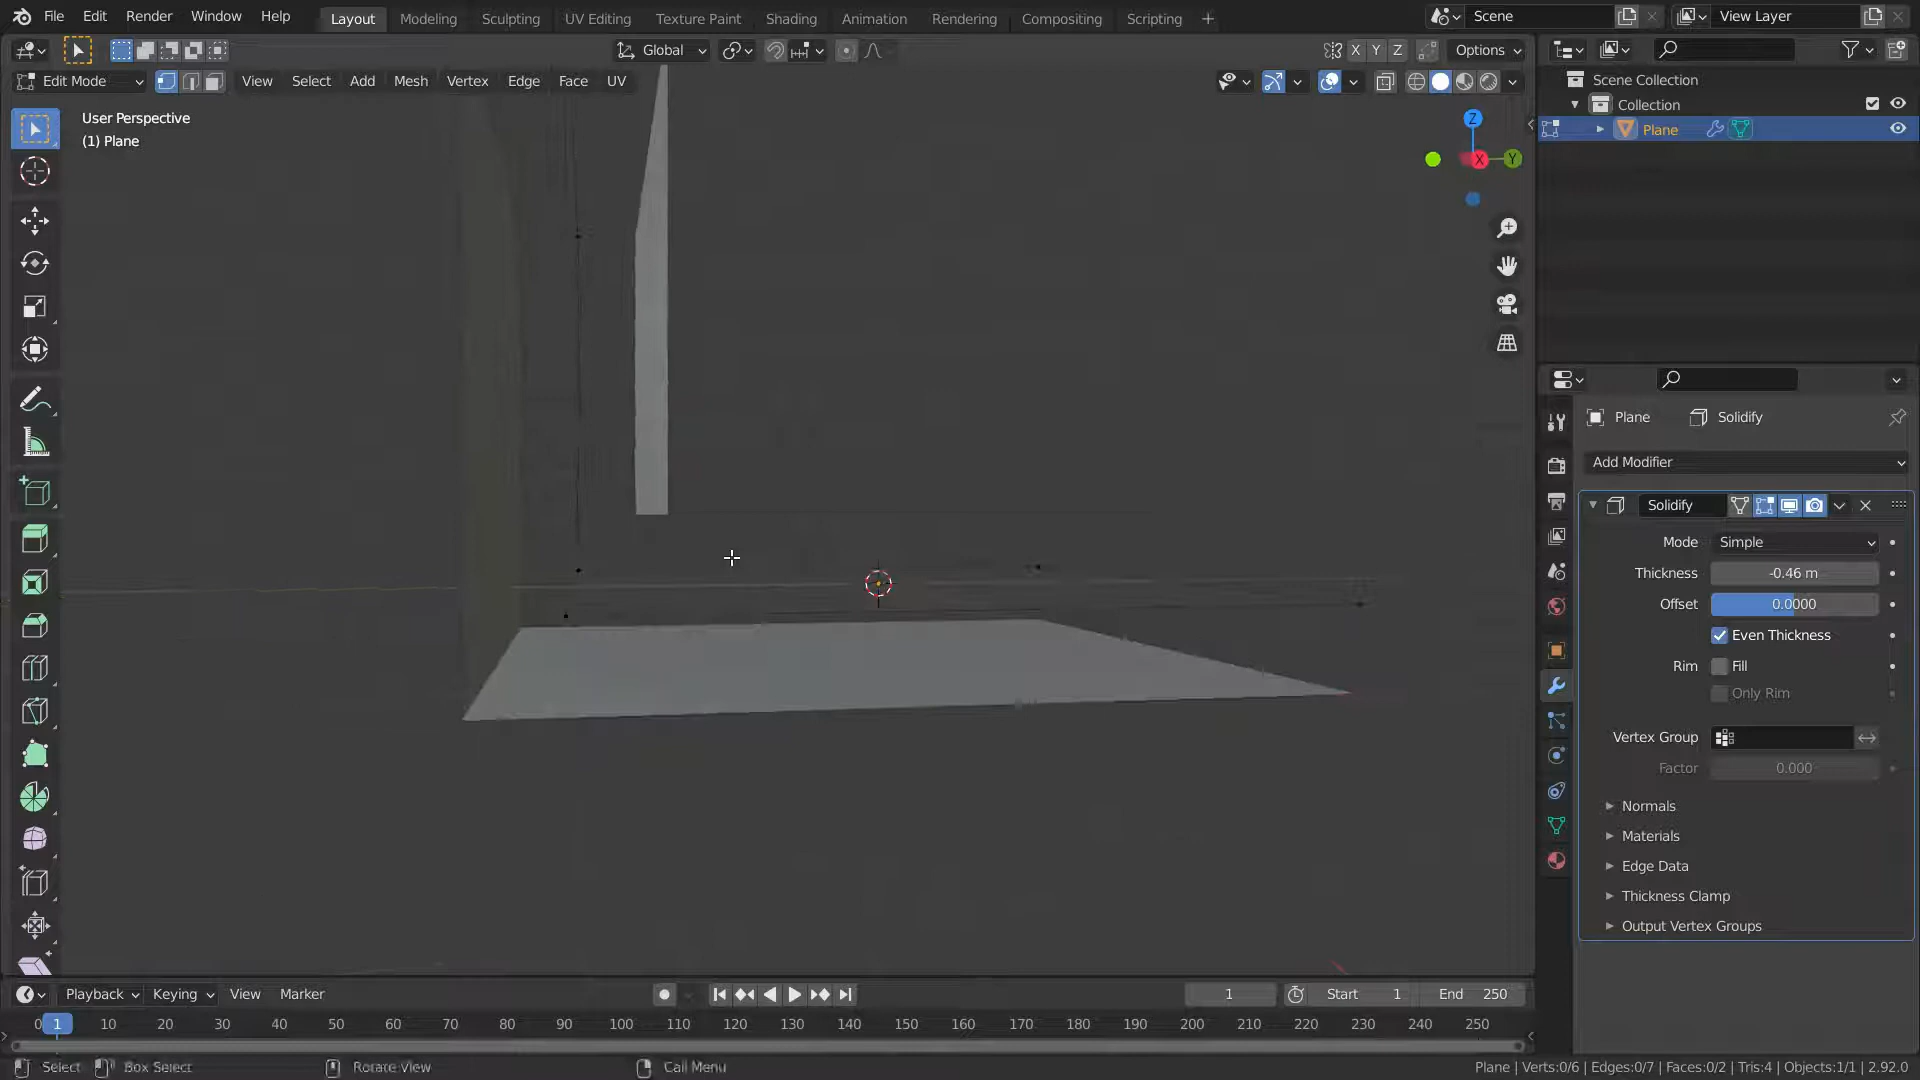 File Edit Render Window Help Layout Modeling Sculpting UV Editing Texture Paint Shading Animation Rendering Compositing Scripting + Scene View Layer
Global X Y Z Options
Edit Mode View Select Add Mesh Vertex Edge Face UV
User Perspective
(1) Plane
Z
X
Y
Scene Collection
Collection
Plane
Plane Solidify
Add Modifier
Solidify
Mode Simple
Thickness -0.46 m
Offset 0.0000
Even Thickness
Rim Fill
Only Rim
Vertex Group
Factor 0.000
Normals
Materials
Edge Data
Thickness Clamp
Output Vertex Groups
Playback Keying View Marker 1 Start 1 End 250
0 1 10 20 30 40 50 60 70 80 90 100 110 120 130 140 150 160 170 180 190 200 210 220 230 240 250
Select Box Select Rotate View Call Menu Plane | Verts:0/6 | Edges:0/7 | Faces:0/2 | Tris:4 | Objects:1/1 | 2.92.0